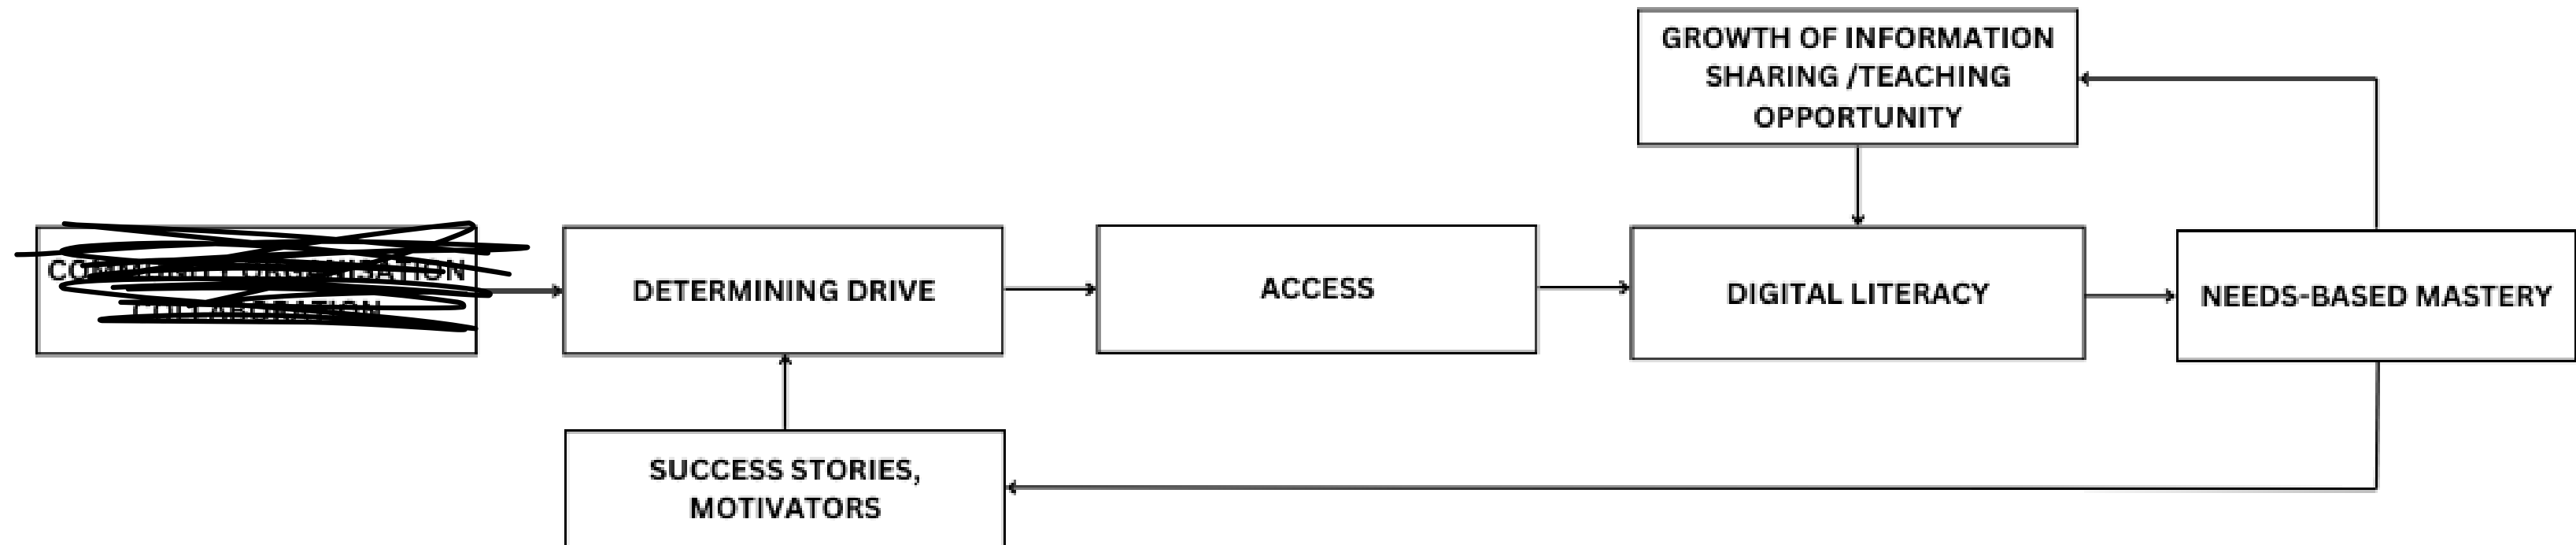 GROWTH OF INFORMATION
SHARING /TEACHING
OPPORTUNITY
DETERMINING DRIVE
ACCESS
DIGITAL LITERACY
NEEDS-BASED MASTERY
SUCCESS STORIES,
MOTIVATORS